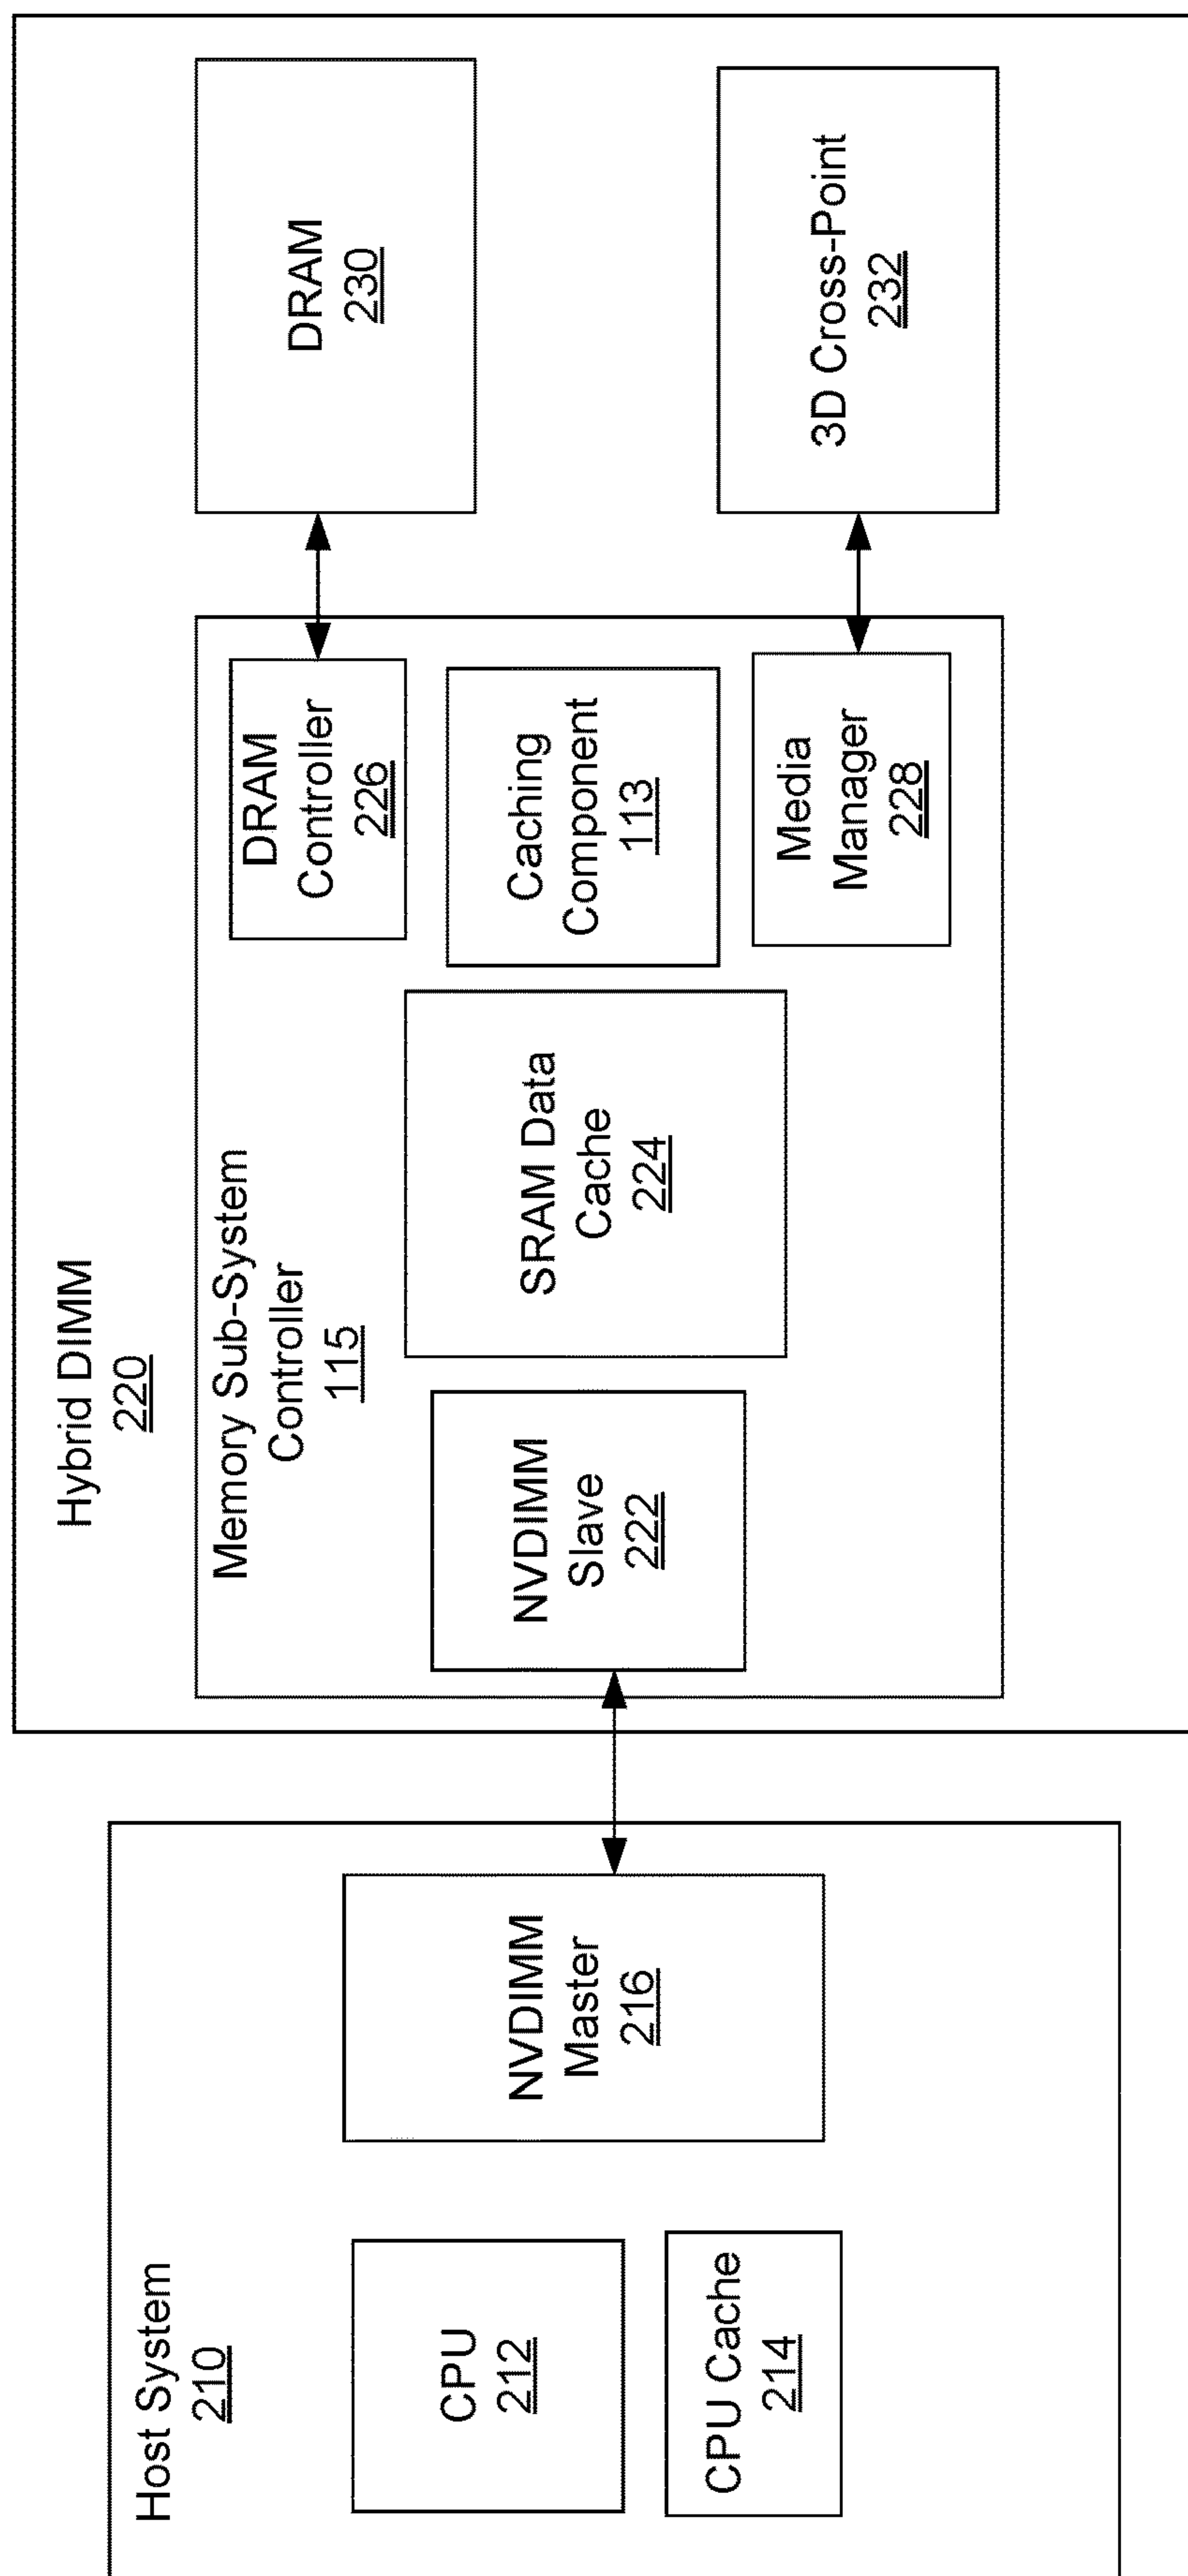 Host System
210
CPU
212
CPU Cache
214
NVDIMM
Master
216
Hybrid DIMM
220
Memory Sub-System
Controller
115
NVDIMM
Slave
222
SRAM Data
Cache
224
DRAM
Controller
226
Caching
Component
113
Media
Manager
228
DRAM
230
3D Cross-Point
232